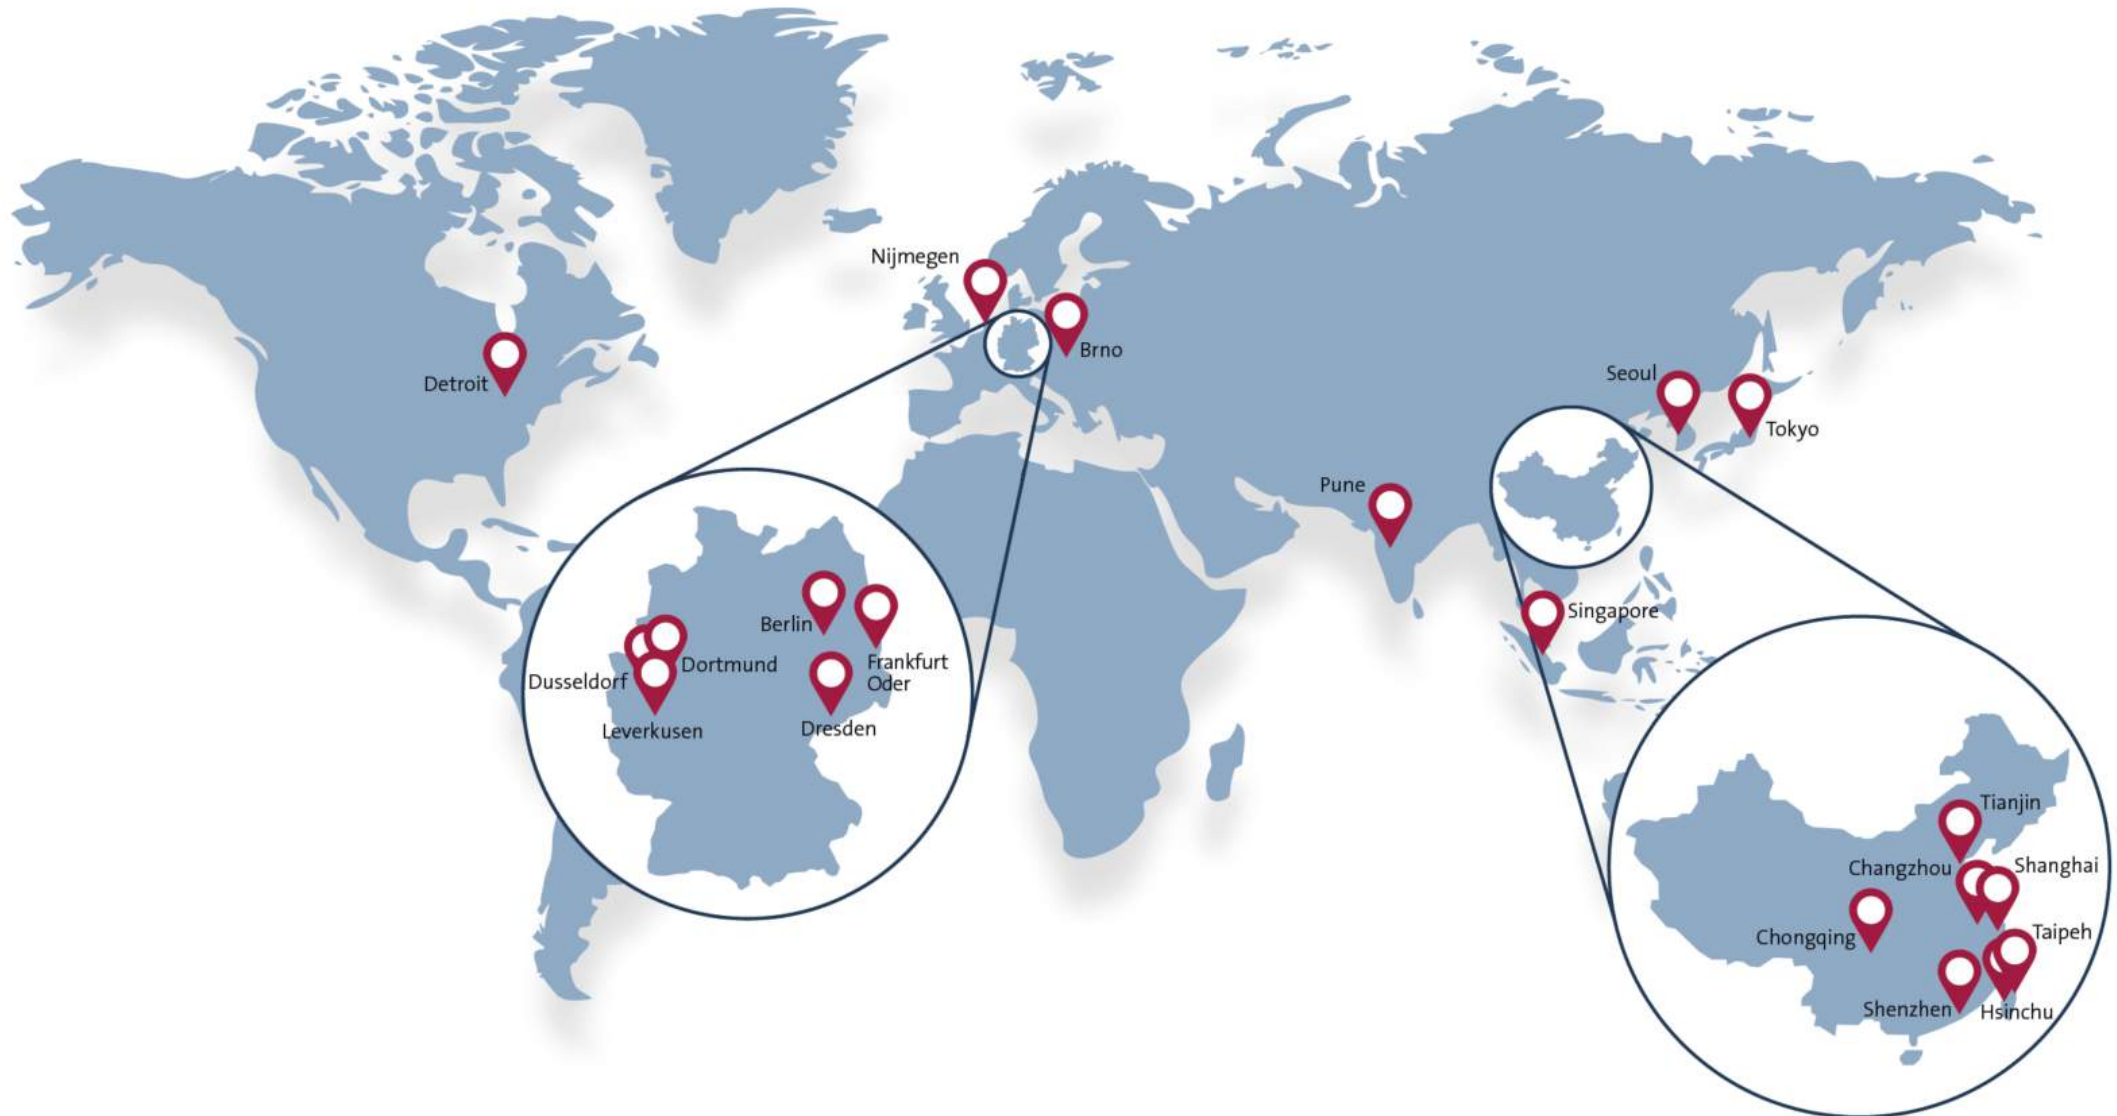 Nijmegen
Brno
Detroit
Seoul
Tokyo
Pune
Singapore
Berlin
Dortmund
Frankfurt
Oder
Dusseldorf
Leverkusen
Dresden
Tianjin
Shanghai
Changzhou
Taipeh
Chongqing
Shenzhen
Hsinchu